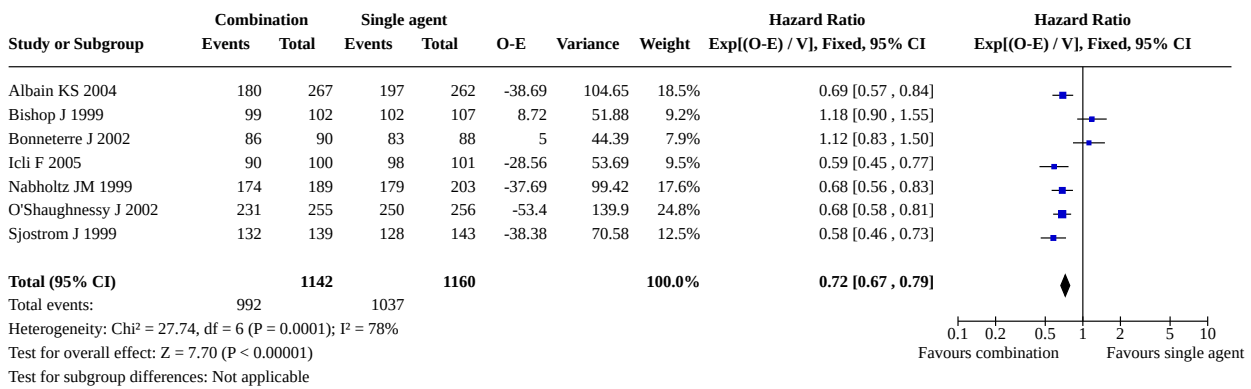 Combination Single agent Hazard Ratio Hazard Ratio
Study or Subgroup Events Total Events Total O-E Variance Weight Exp[(O-E) / V], Fixed, 95% CI Exp[(O-E) / V], Fixed, 95% CI
Albain KS 2004 180 267 197 262 -38.69 104.65 18.5% 0.69 [0.57 , 0.84]
Bishop J 1999 99 102 102 107 8.72 51.88 9.2% 1.18 [0.90 , 1.55]
Bonneterre J 2002 86 90 83 88 5 44.39 7.9% 1.12 [0.83 , 1.50]
Icli F 2005 90 100 98 101 -28.56 53.69 9.5% 0.59 [0.45 , 0.77]
Nabholtz JM 1999 174 189 179 203 -37.69 99.42 17.6% 0.68 [0.56 , 0.83]
O'Shaughnessy J 2002 231 255 250 256 -53.4 139.9 24.8% 0.68 [0.58 , 0.81]
Sjostrom J 1999 132 139 128 143 -38.38 70.58 12.5% 0.58 [0.46 , 0.73]
Total (95% CI) 1142 1160 100.0% 0.72 [0.67 , 0.79]
Total events: 992 1037
Heterogeneity: Chi² = 27.74, df = 6 (P = 0.0001); I² = 78%
0.1 0.2 0.5 1 2 5 10
Test for overall effect: Z = 7.70 (P < 0.00001) Favours combination Favours single agent
Test for subgroup differences: Not applicable